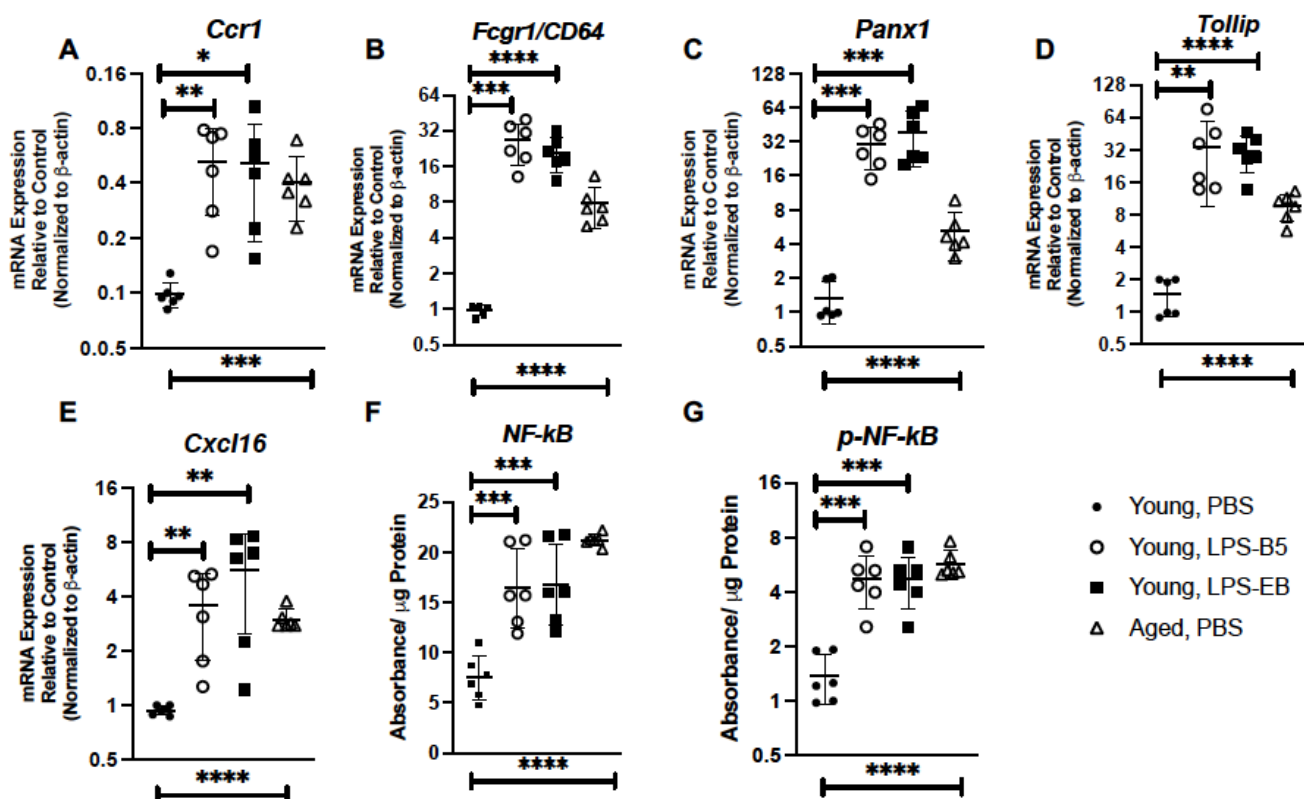 A
Ccr1
*
**
mRNA Expression
Relative to Control
(Normalized to β-actin)
0.16
0.8
0.4
0.2
0.1
0.05
***
B
Fcgr1/CD64
****
***
mRNA Expression
Relative to Control
(Normalized to β-actin)
64
32
16
8
4
2
1
0.5
****
C
Panx1
***
***
mRNA Expression
Relative to Control
(Normalized to β-actin)
128
64
32
16
8
4
2
1
0.5
****
D
Tollip
****
**
mRNA Expression
Relative to Control
(Normalized to β-actin)
128
64
32
16
8
4
2
1
0.5
****
E
Cxcl16
**
**
mRNA Expression
Relative to Control
(Normalized to β-actin)
16
8
4
2
1
0.5
****
F
NF-kB
***
***
Absorbance/ μg Protein
25
20
15
10
5
0
****
G
p-NF-kB
***
***
Absorbance/ μg Protein
16
8
4
2
1
0.5
****
Young, PBS
Young, LPS-B5
Young, LPS-EB
Aged, PBS